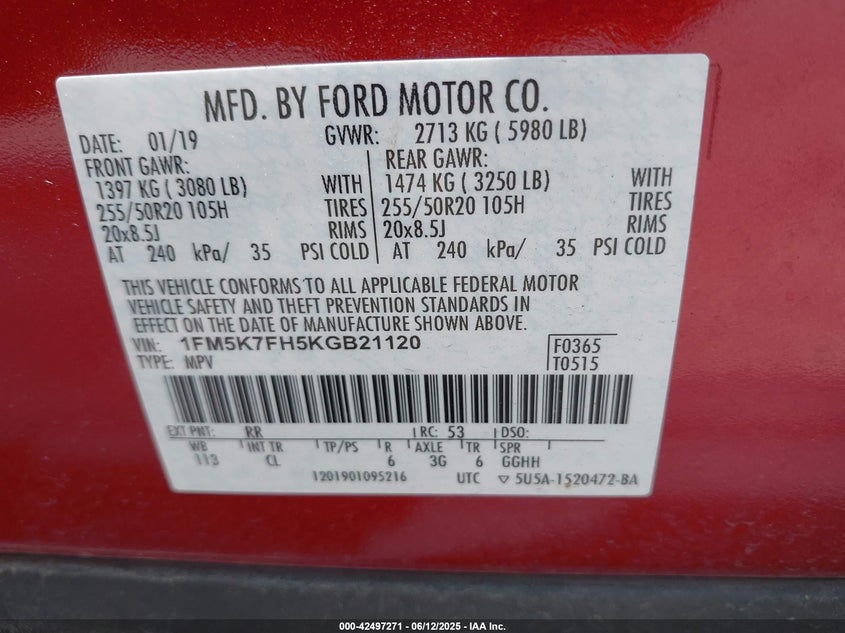 MFD. BY FORD MOTOR CO.
DATE: 01/19 GVWR: 2713 KG ( 5980 LB)
FRONT GAWR: REAR GAWR:
1397 KG ( 3080 LB) WITH 1474 KG ( 3250 LB) WITH
255/50R20 105H TIRES 255/50R20 105H TIRES
20x8.5J RIMS 20x8.5J RIMS
AT 240 kPa/ 35 PSI COLD AT 240 kPa/ 35 PSI COLD
THIS VEHICLE CONFORMS TO ALL APPLICABLE FEDERAL MOTOR
VEHICLE SAFETY AND THEFT PREVENTION STANDARDS IN
EFFECT ON THE DATE OF MANUFACTURE SHOWN ABOVE.
VIN: 1FM5K7FH5KGB21120 F0365
TYPE: MPV T0515
EXT PNT: RR RC: 53 DSO:
WB INT TR TP/PS R AXLE TR SPR
113 CL 6 3G 6 GGHH
1201901095216 UTC ▽ 5U5A-1520472-BA
000-42497271 | 06/12/2025 - IAA Inc.